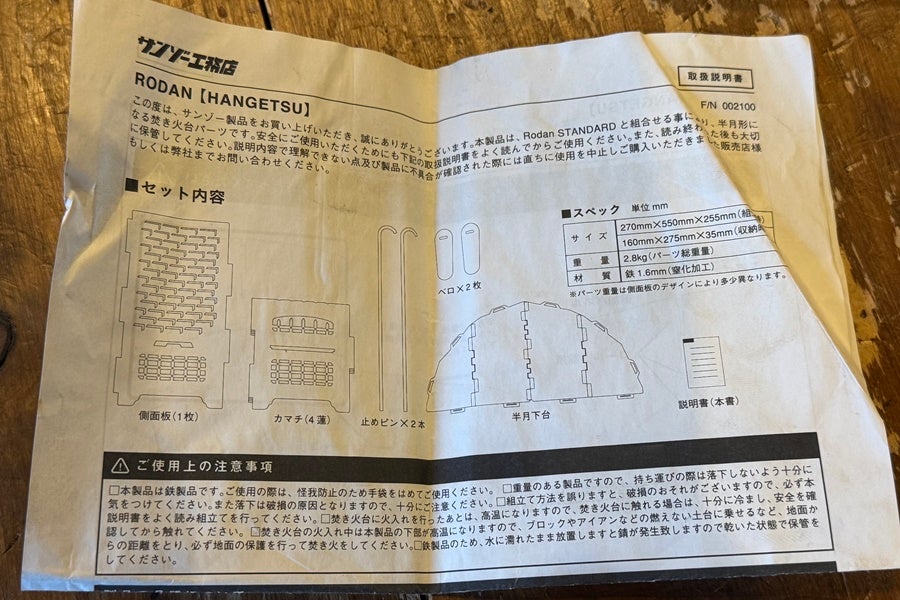 サンゾー工務店
取扱説明書
RODAN【HANGETSU】
F/N 002100
この度は、サンゾー製品をお買い上げいただき、誠にありがとうございます。本製品は、Rodan STANDARD と組合せる事により、半月形に
なる焚き火台パーツです。安全にご使用いただくためにも下記の取扱説明書をよく読んでからご使用ください。また、読み終わった後も大切
に保管してください。説明内容で理解できない点及び製品に不具合が確認された際には直ちに使用を中止しご購入いただきました販売店様
もしくは弊社までお問い合わせください。
■セット内容
■スペック 単位 mm
サイズ 270mm×550mm×255mm(組
160mm×275mm×35mm(収納時
重量 2.8kg(パーツ総重量)
材質 鉄 1.6mm(窒化加工)
※パーツ重量は側面板のデザインにより多少異なります。
ベロ×2枚
側面板(1枚)
カマチ(4蓮)
止めピン×2本
半月下台
説明書(本書)
ご使用上の注意事項
□本製品は鉄製品です。ご使用の際は、怪我防止のため手袋をはめてご使用ください。 □重量のある製品ですので、持ち運びの際は落下しないよう十分に
気をつけてください。また落下は破損の原因となりますので、十分にご注意ください。□組立て方法を誤りますと、破損のおそれがございますので、必ず本
説明書をよく読み組立てを行ってください。□焚き火台に火入れを行ったあとは、高温になりますので、焚き火台に触れる場合は、十分に冷まし、安全を確
認してから触れてください。 □焚き火台の火入れ中は本製品の下部が高温になりますので、ブロックやアイアンなどの燃えない土台に乗せるなど、地面か
らの距離をとり、必ず地面の保護を行って焚き火をしてください。□鉄製品のため、水に濡れたまま放置しますと錆が発生致しますので乾いた状態で保管を
してください。